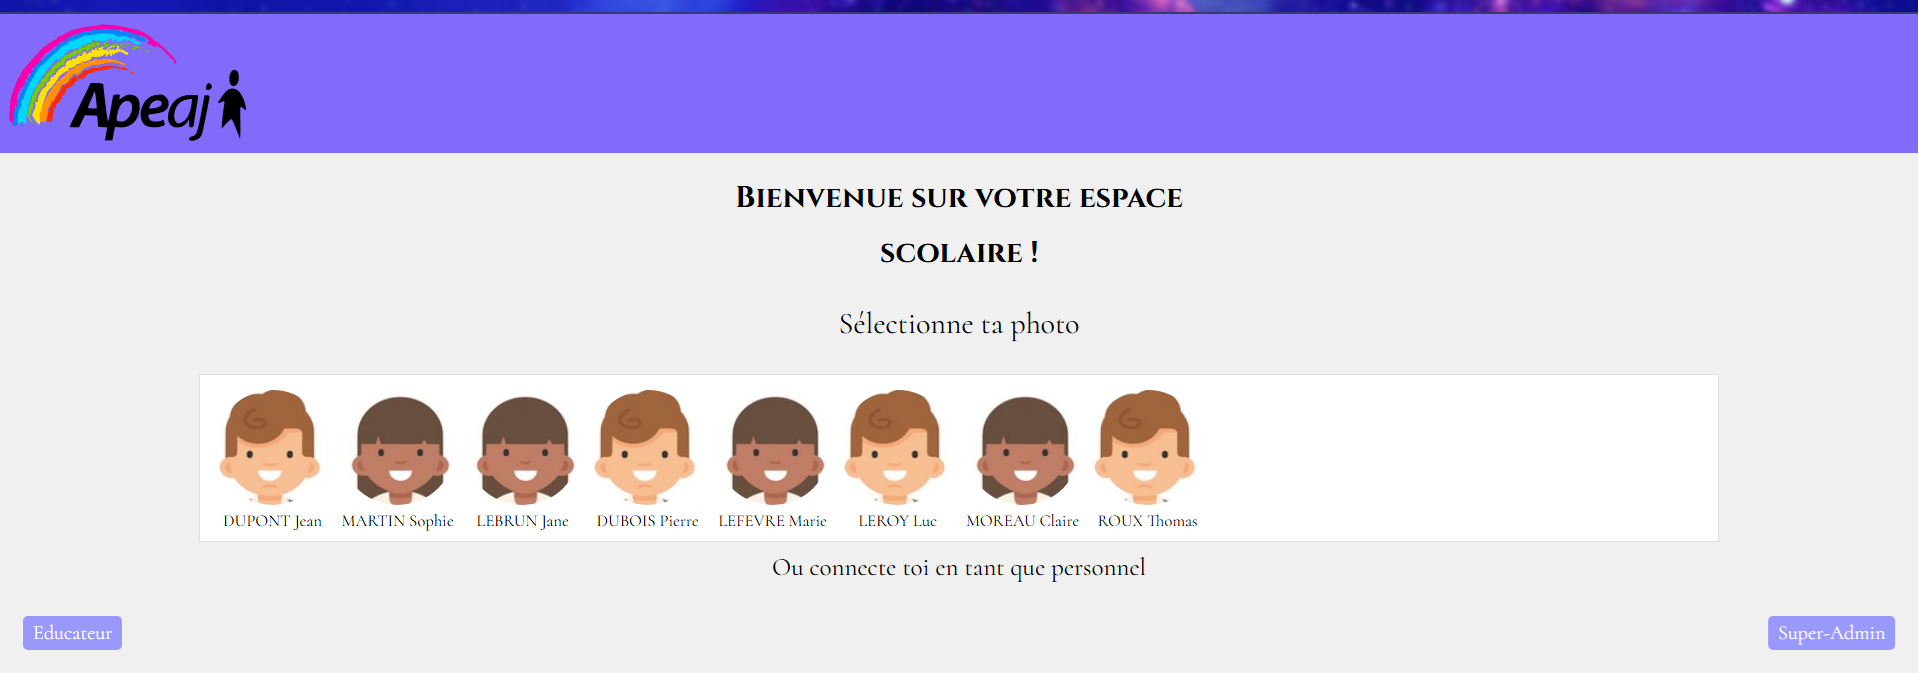 Apeaj
Bienvenue sur votre espace
scolaire !
Sélectionne ta photo
DUPONT Jean MARTIN Sophie LEBRUN Jane DUBOIS Pierre LEFEVRE Marie LEROY Luc MOREAU Claire ROUX Thomas
Ou connecte toi en tant que personnel
Educateur Super-Admin